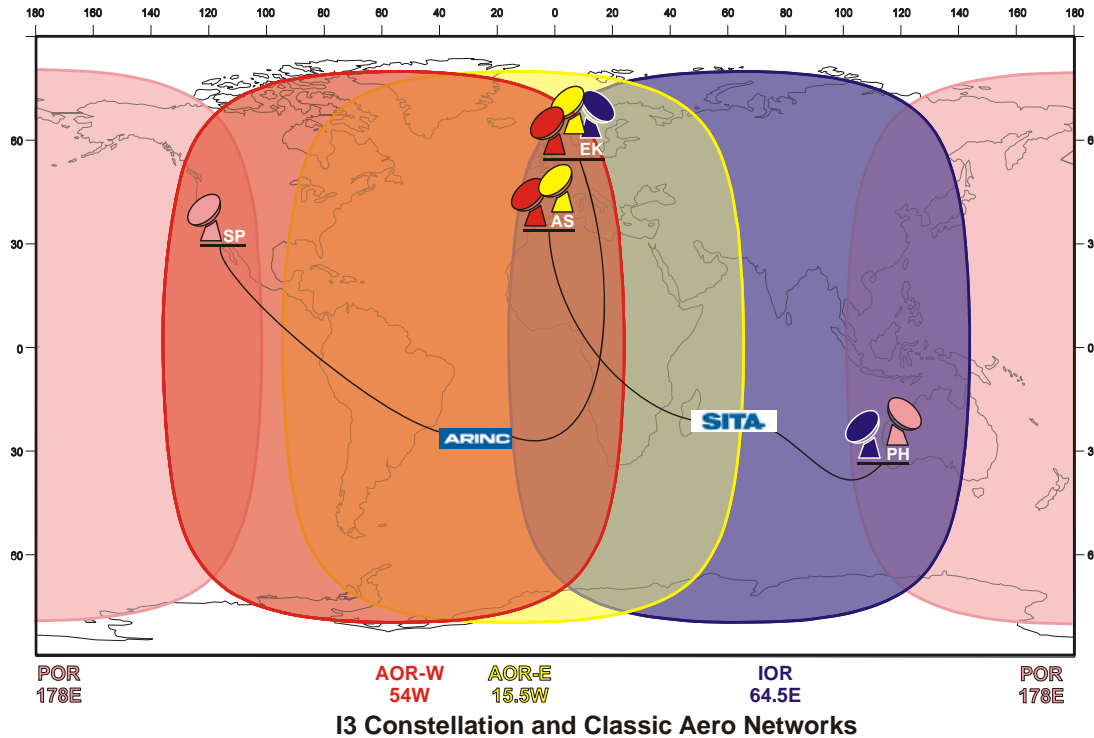 180 160 140 120 100 80 60 40 20 0 20 40 60 80 100 120 140 160 180
60 6
EK
AS
30 SP 3
0 0
SITA
ARINC
30 PH 3
60 6
POR AOR-W AOR-E IOR POR
178E 54W 15.5W 64.5E 178E
I3 Constellation and Classic Aero Networks